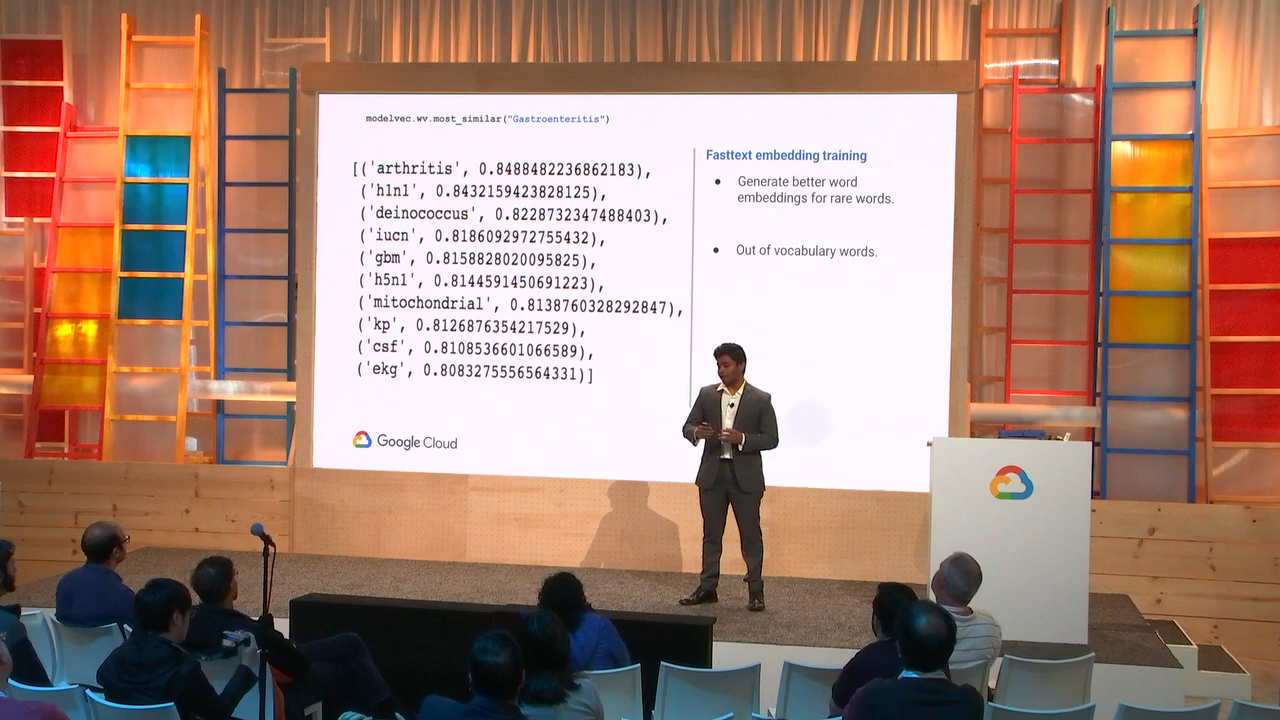 modelvec.wv.most_similar("Gastroenteritis")
[('arthritis', 0.8488482236862183),
('h1n1', 0.8432159423828125),
('deinococcus', 0.8228732347488403),
('iucn', 0.8186092972755432),
('gbm', 0.8158828020095825),
('h5n1', 0.8144591450691223),
('mitochondrial', 0.8138760328292847),
('kp', 0.8126876354217529),
('csf', 0.8108536601066589),
('ekg', 0.8083275556564331)]
Fasttext embedding training
● Generate better word
embeddings for rare words.
● Out of vocabulary words.
Google Cloud